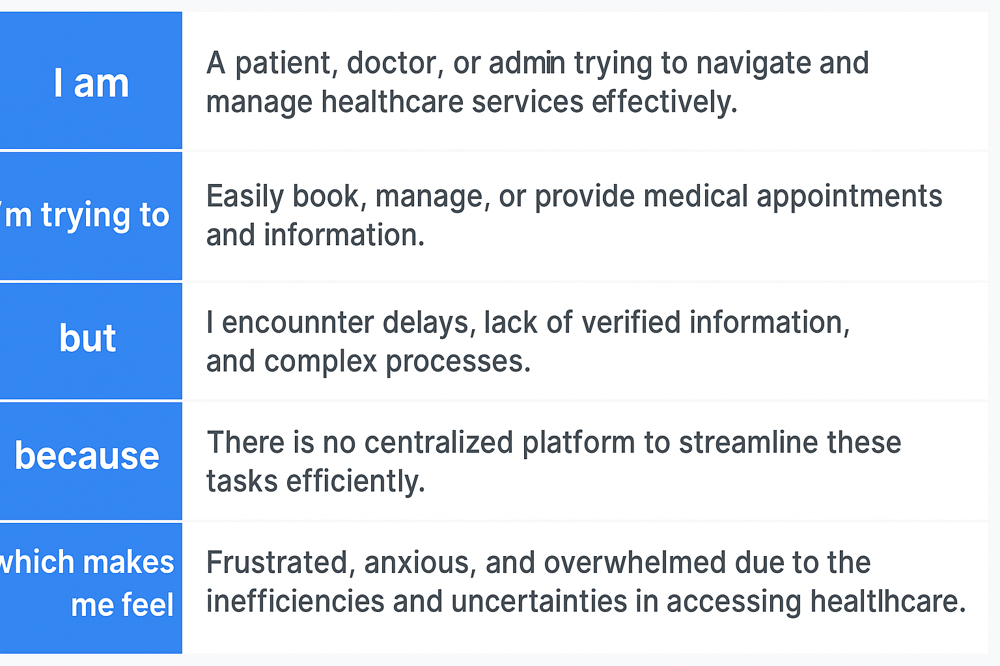 I am
A patient, doctor, or admin trying to navigate and
manage healthcare services effectively.
'm trying to
Easily book, manage, or provide medical appointments
and information.
but
I encounnter delays, lack of verified information,
and complex processes.
because
There is no centralized platform to streamline these
tasks efficiently.
which makes
me feel
Frustrated, anxious, and overwhelmed due to the
inefficiencies and uncertainties in accessing healtlhcare.